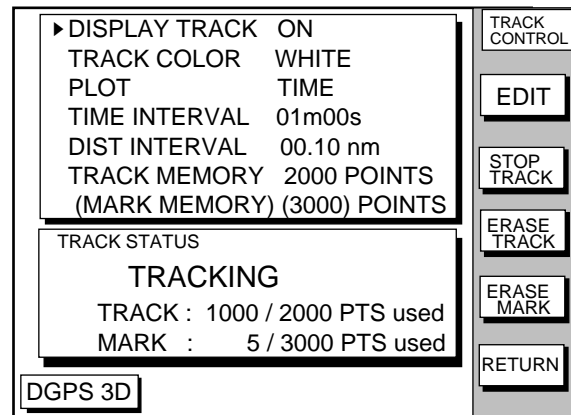 ▶DISPLAY TRACK ON
TRACK COLOR WHITE
PLOT TIME
TIME INTERVAL 01m00s
DIST INTERVAL 00.10 nm
TRACK MEMORY 2000 POINTS
(MARK MEMORY) (3000) POINTS
TRACK STATUS
TRACKING
TRACK : 1000 / 2000 PTS used
MARK : 5 / 3000 PTS used
DGPS 3D
TRACK
CONTROL
EDIT
STOP
TRACK
ERASE
TRACK
ERASE
MARK
RETURN